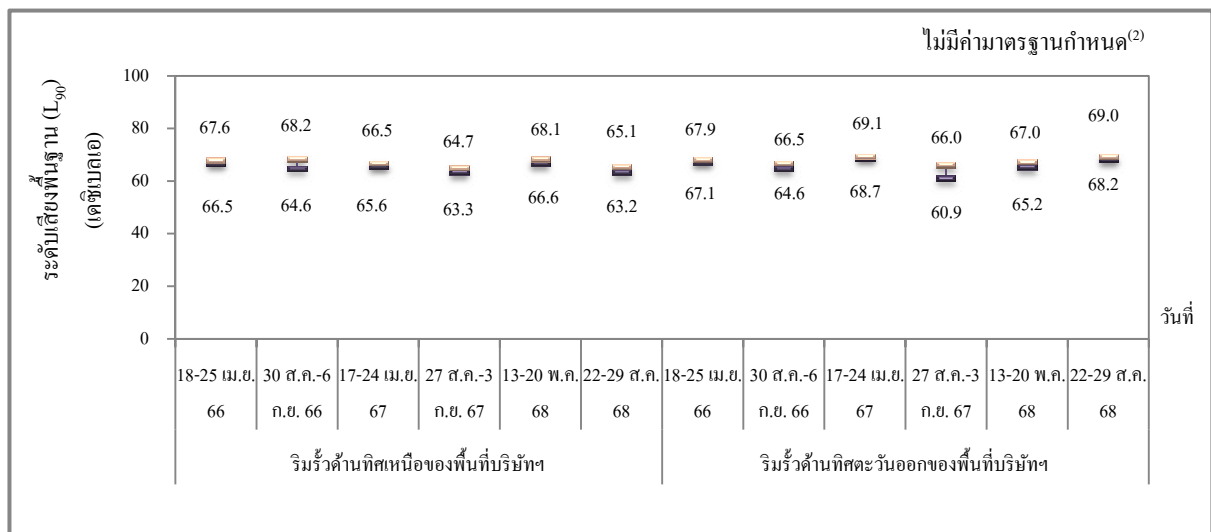 ไม่มีค่ามาตรฐานกำหนด(2)
ระดับเสียงพื้นฐาน (L90)
(เดซิเบลเอ)
100
80
60
40
20
0
67.6 68.2 66.5 64.7 68.1 65.1 67.9 66.5 69.1 66.0 67.0 69.0
66.5 64.6 65.6 63.3 66.6 63.2 67.1 64.6 68.7 60.9 65.2 68.2
วันที่
18-25 เม.ย. 30 ส.ค.-6 17-24 เม.ย. 27 ส.ค.-3 13-20 พ.ค. 22-29 ส.ค. 18-25 เม.ย. 30 ส.ค.-6 17-24 เม.ย. 27 ส.ค.-3 13-20 พ.ค. 22-29 ส.ค.
66 ก.ย. 66 67 ก.ย. 67 68 68 66 ก.ย. 66 67 ก.ย. 67 68 68
ริมรั้วด้านทิศเหนือของพื้นที่บริษัทฯ ริมรั้วด้านทิศตะวันออกของพื้นที่บริษัทฯ